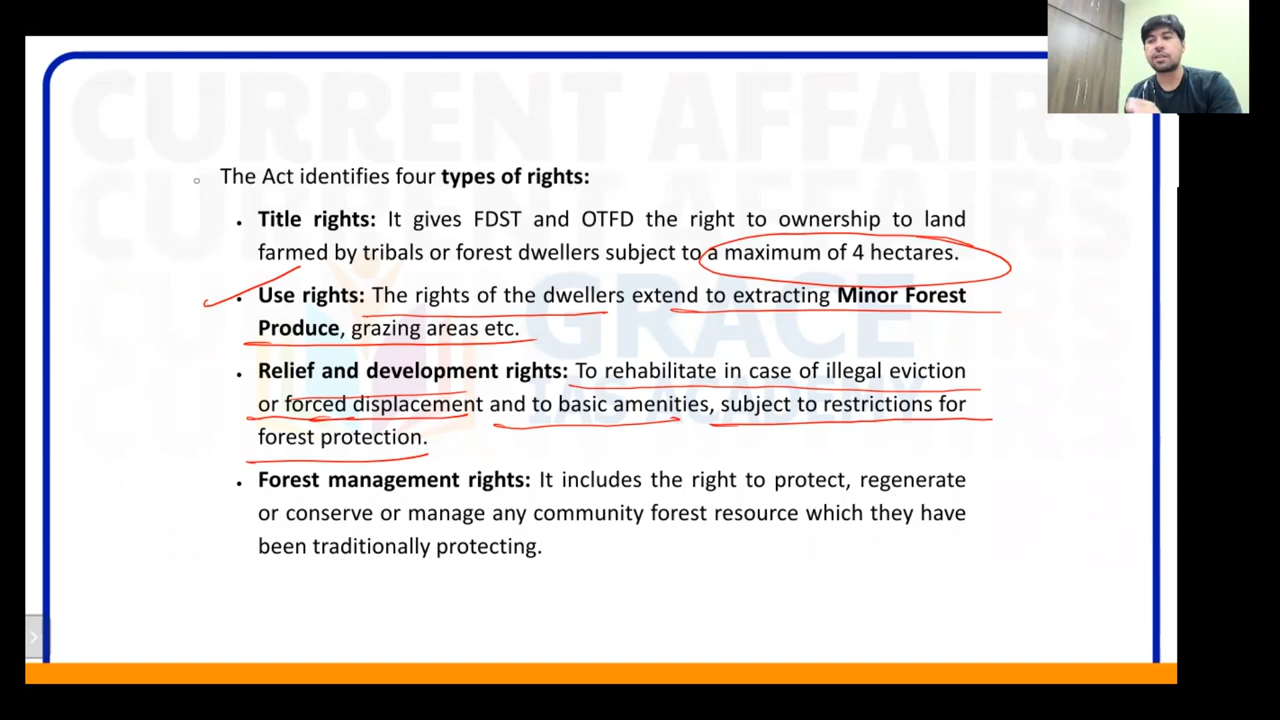 CURRENT AFFAIRS
The Act identifies four types of rights:
Title rights: It gives FDST and OTFD the right to ownership to land
farmed by tribals or forest dwellers subject to a maximum of 4 hectares.
Use rights: The rights of the dwellers extend to extracting Minor Forest
Produce, grazing areas etc.
GRACE
IAS ACADEMY
Relief and development rights: To rehabilitate in case of illegal eviction
or forced displacement and to basic amenities, subject to restrictions for
forest protection.
Forest management rights: It includes the right to protect, regenerate
or conserve or manage any community forest resource which they have
been traditionally protecting.